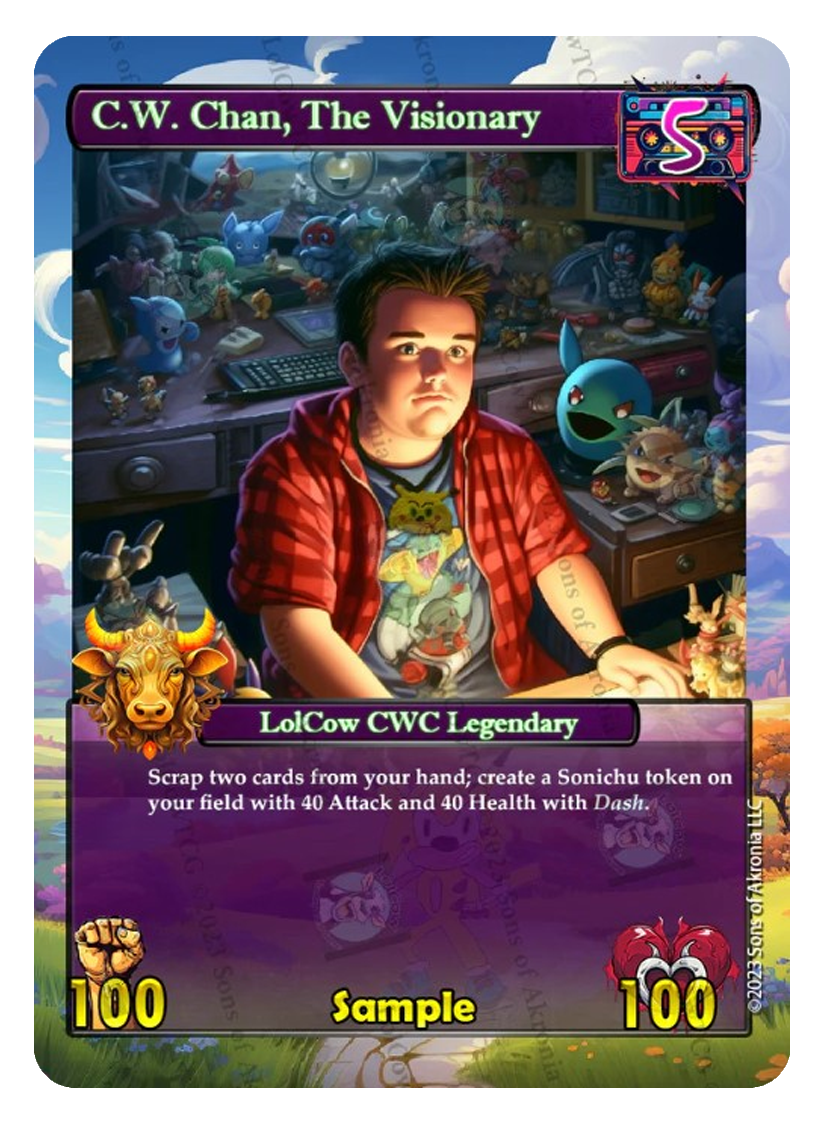 C.W. Chan, The Visionary
S
LolCow CWC Legendary
Scrap two cards from your hand; create a Sonichu token on
your field with 40 Attack and 40 Health with Dash.
©2023 Sons of Akronia LLC
100
Sample
100